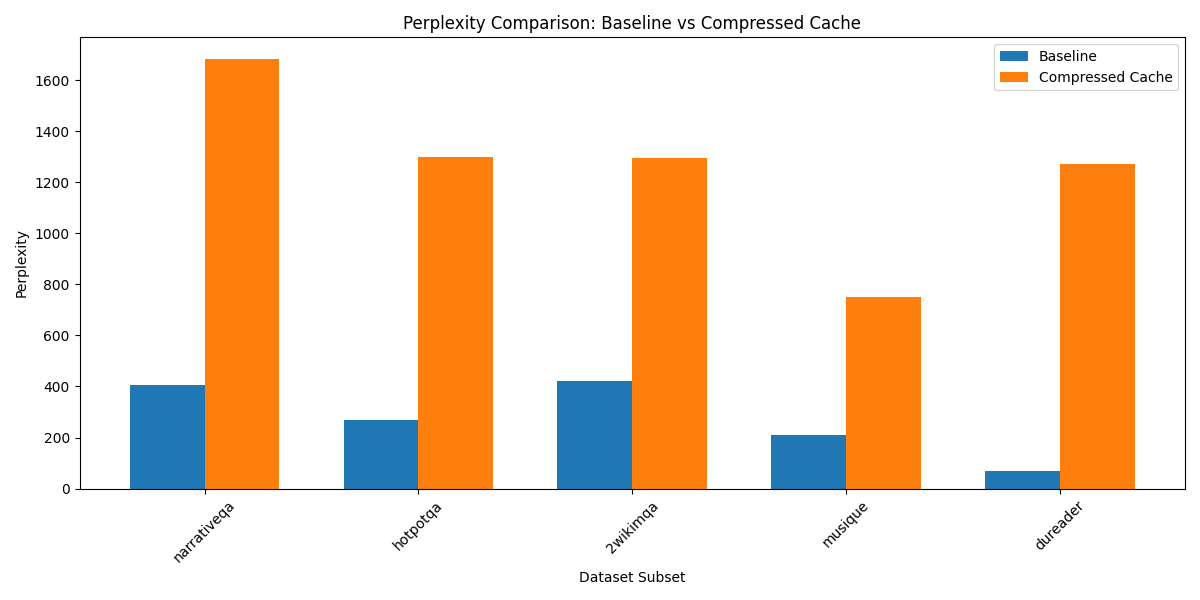 Perplexity Comparison: Baseline vs Compressed Cache
Baseline
Compressed Cache
Perplexity
1600
1400
1200
1000
800
600
400
200
0
narrativeqa
hotpotqa
2wikimqa
musique
dureader
Dataset Subset